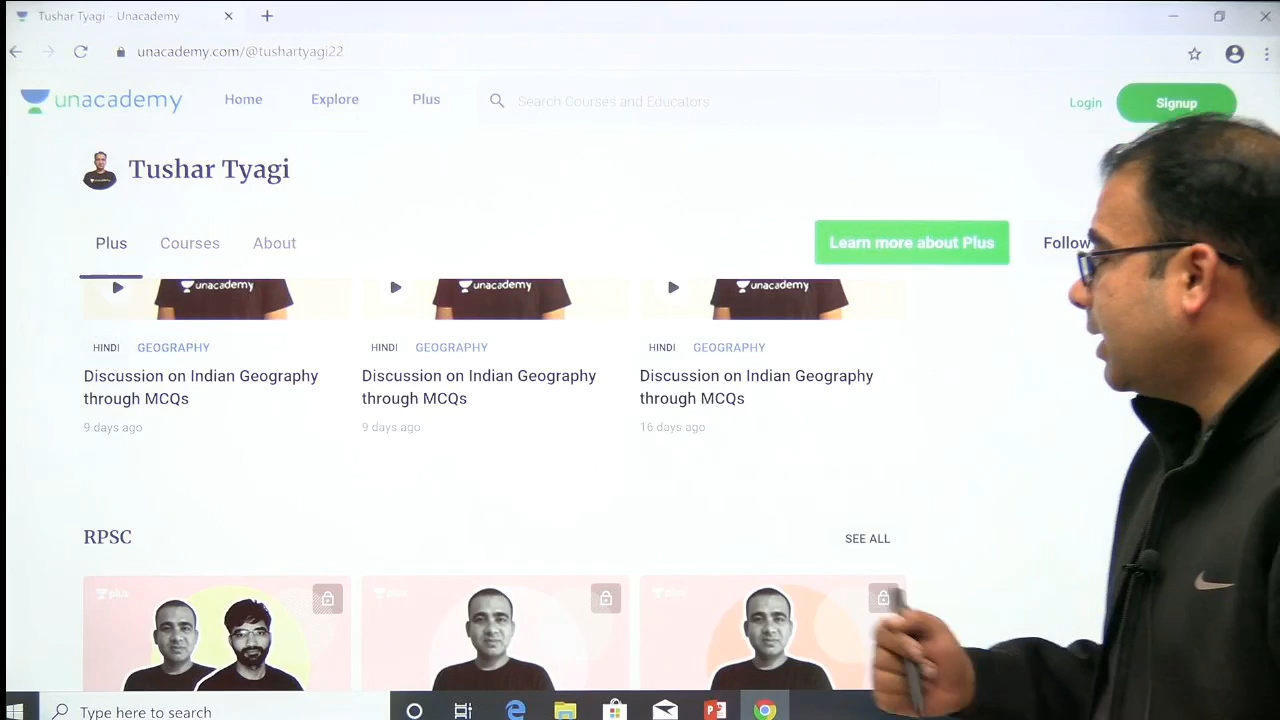 Tushar Tyagi - Unacademy
unacademy.com/@tushartyagi22
unacademy
Home
Explore
Plus
Search Courses and Educators
Login
Signup
Tushar Tyagi
Plus
Courses
About
Learn more about Plus
Follow
unacademy
unacademy
unacademy
HINDI GEOGRAPHY
Discussion on Indian Geography
through MCQs
9 days ago
HINDI GEOGRAPHY
Discussion on Indian Geography
through MCQs
9 days ago
HINDI GEOGRAPHY
Discussion on Indian Geography
through MCQs
16 days ago
RPSC
SEE ALL
plus
plus
plus
Type here to search